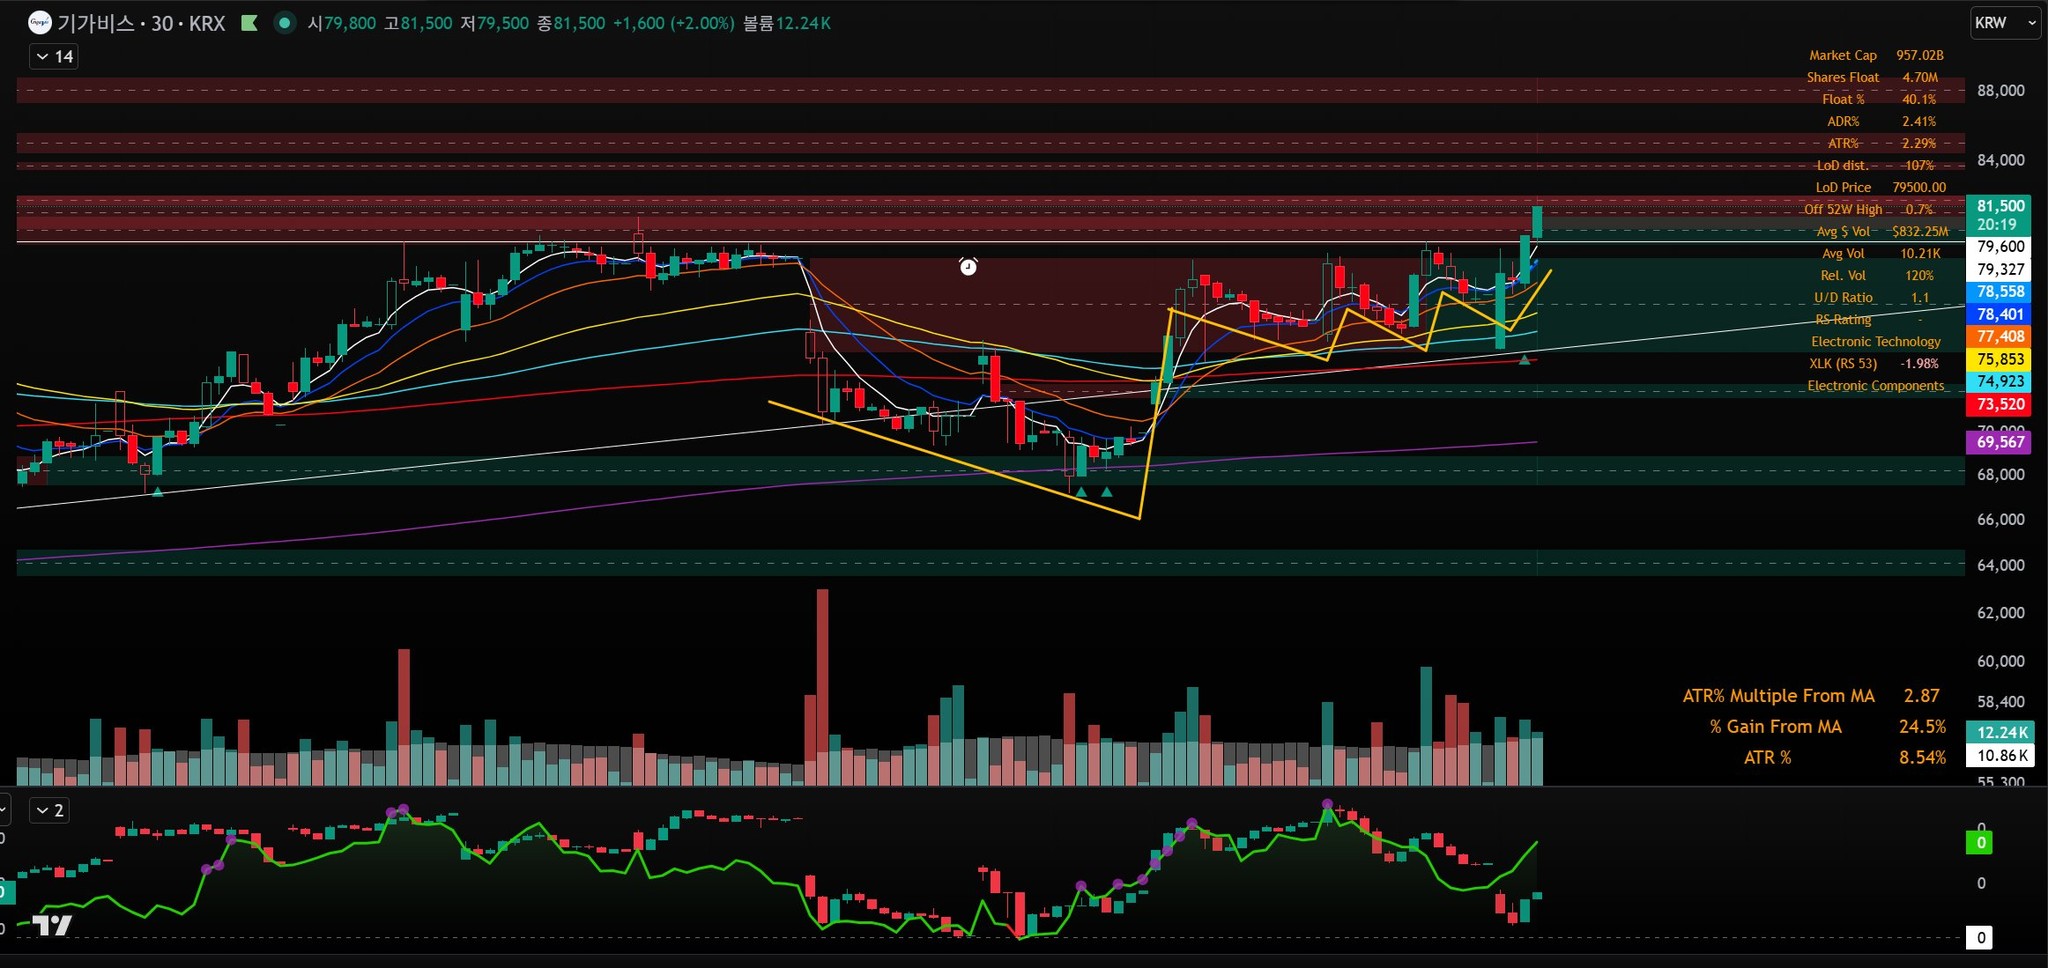 기가비스 · 30 · KRX 시79,800 고81,500 저79,500 종81,500 +1,600 (+2.00%) 볼륨12.24K
KRW
14
Market Cap 957.02B
Shares Float 4.70M
Float % 40.1%
ADR% 2.41%
ATR% 2.29%
LoD dist. 107%
LoD Price 79500.00
Off 52W High 0.7%
Avg $ Vol $832.25M
Avg Vol 10.21K
Rel. Vol 120%
U/D Ratio 1.1
RS Rating -
Electronic Technology
XLK (RS 53) -1.98%
Electronic Components
88,000
84,000
81,500
20:19
79,600
79,327
78,558
78,401
77,408
75,853
74,923
73,520
70,000
69,567
68,000
66,000
64,000
62,000
60,000
58,400
ATR% Multiple From MA 2.87
% Gain From MA 24.5%
ATR % 8.54%
12.24K
10.86K
55,300
2
0
0
0
0